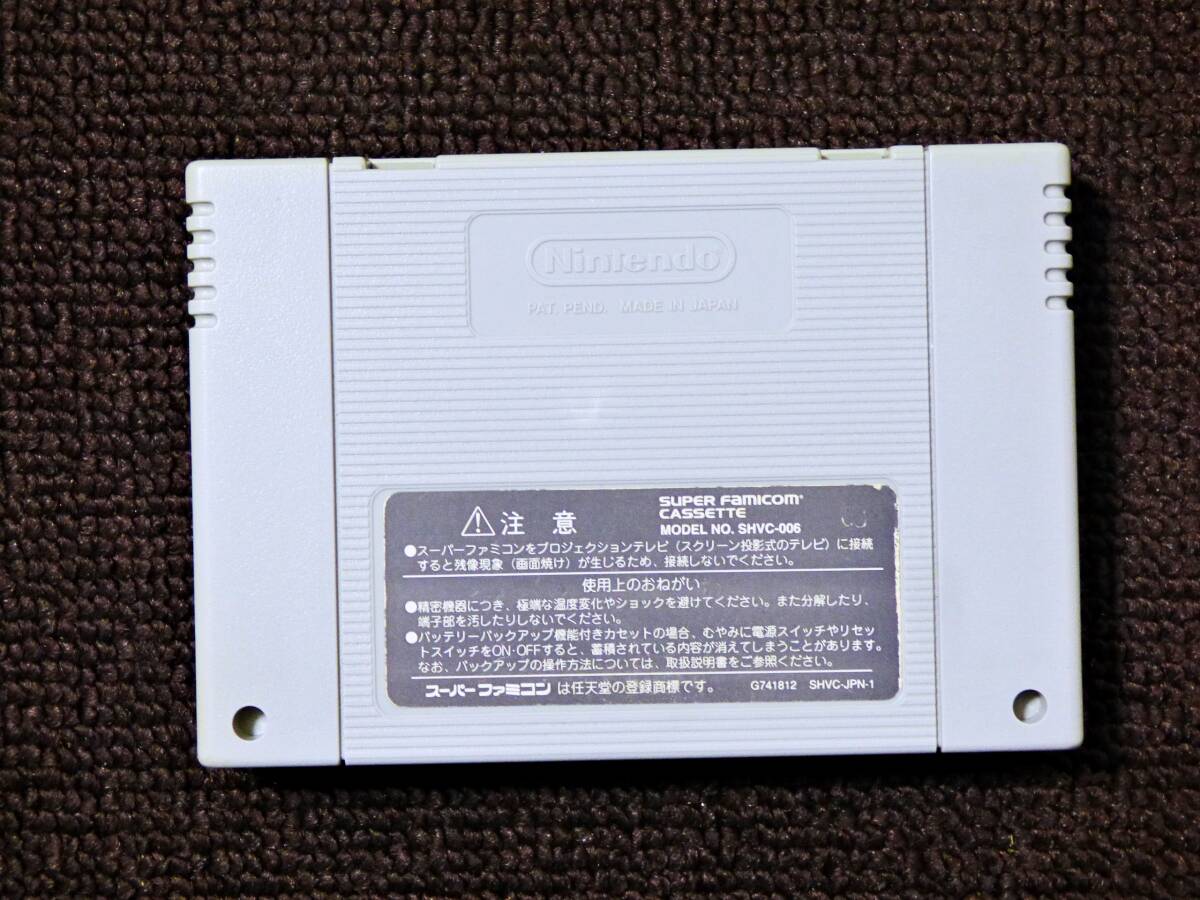 Nintendo
PAT. PEND. MADE IN JAPAN
⚠注意
SUPER FAMICOM
CASSETTE
MODEL NO. SHVC-006
●スーパーファミコンをプロジェクションテレビ(スクリーン投影式のテレビ)に接続
すると残像現象(画面焼け)が生じるため、接続しないでください。
使用上のおねがい
●精密機器につき、極端な温度変化やショックを避けてください。また分解したり、
端子部を汚したりしないでください。
●バッテリーバックアップ機能付きカセットの場合、むやみに電源スイッチやリセッ
トスイッチをON・OFFすると、蓄積されている内容が消えてしまうことがあります。
なお、バックアップの操作方法については、取扱説明書をご参照ください。
スーパーファミコンは任天堂の登録商標です。 G741812 SHVC-JPN-1